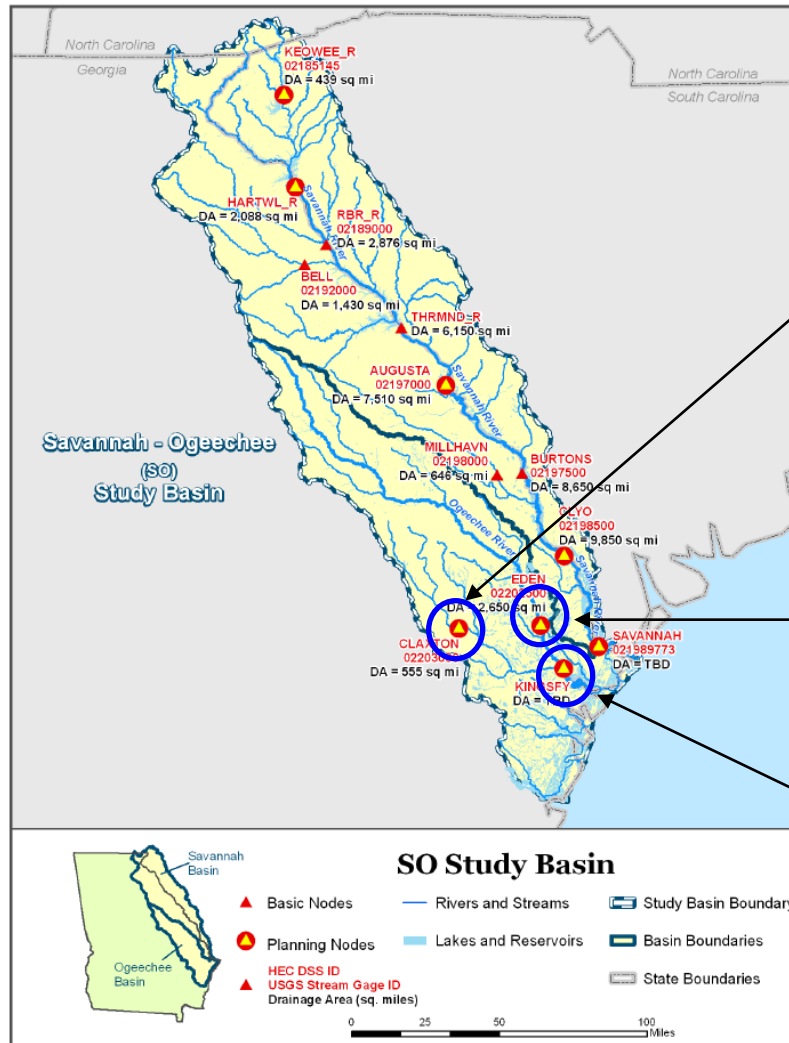 North Carolina
Georgia
KEOWEE_R
02185145
DA = 439 sq mi
North Carolina
South Carolina
HARTWL_R
DA = 2,088 sq mi
Savannah River
RBR_R
02189000
DA = 2,876 sq mi
BELL
02192000
DA = 1,430 sq mi
THRMND_R
DA = 6,150 sq mi
AUGUSTA
02197000
DA = 7,510 sq mi
Savannah River
Savannah - Ogeechee
(SO)
Study Basin
MILLHAVN
02198000
DA = 646 sq mi
BURTONS
02197500
DA = 8,650 sq mi
Ogeechee River
CLYO
02198500
DA = 9,850 sq mi
Savannah River
EDEN
DA = 2,650 sq mi
CLAXTON
DA = 555 sq mi
SAVANNAH
021989773
DA = TBD
KINGSFY
DA = TBD
SO Study Basin
Savannah
Basin
Ogeechee
Basin
Basic Nodes
Planning Nodes
HEC DSS ID
USGS Stream Gage ID
Drainage Area (sq. miles)
Rivers and Streams
Lakes and Reservoirs
Study Basin Boundary
Basin Boundaries
State Boundaries
0 25 50 100
Miles